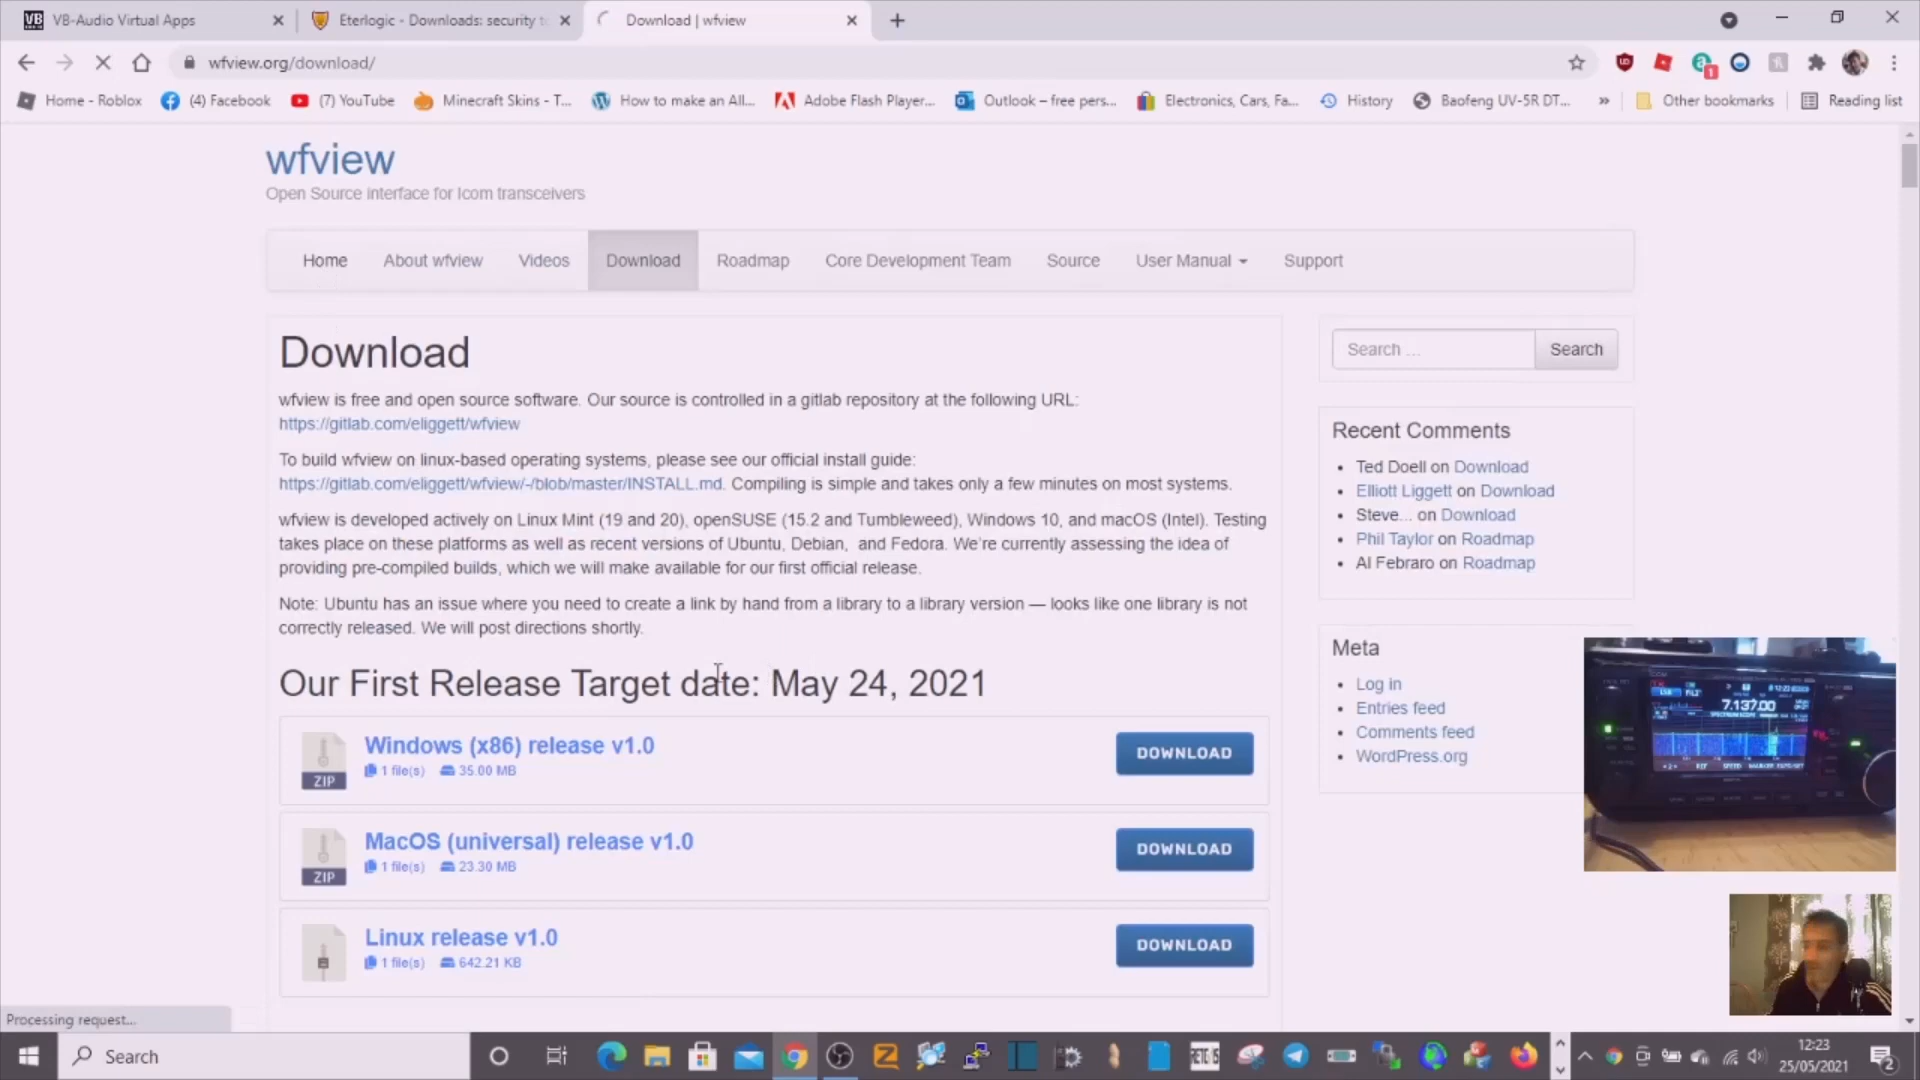 VB-Audio Virtual Apps
Eterlogic - Downloads: security to
Download | wfview
wfview.org/download/
Home - Roblox
(4) Facebook
(7) YouTube
Minecraft Skins - T...
How to make an All...
Adobe Flash Player...
Outlook – free pers...
Electronics, Cars, Fa...
History
Baofeng UV-5R DT...
»
Other bookmarks
Reading list
wfview
Open Source interface for Icom transceivers
Home
About wfview
Videos
Download
Roadmap
Core Development Team
Source
User Manual
Support
Download
wfview is free and open source software. Our source is controlled in a gitlab repository at the following URL:
https://gitlab.com/eliggett/wfview
To build wfview on linux-based operating systems, please see our official install guide:
https://gitlab.com/eliggett/wfview/-/blob/master/INSTALL.md. Compiling is simple and takes only a few minutes on most systems.
wfview is developed actively on Linux Mint (19 and 20), openSUSE (15.2 and Tumbleweed), Windows 10, and macOS (Intel). Testing
takes place on these platforms as well as recent versions of Ubuntu, Debian, and Fedora. We're currently assessing the idea of
providing pre-compiled builds, which we will make available for our first official release.
Note: Ubuntu has an issue where you need to create a link by hand from a library to a library version — looks like one library is not
correctly released. We will post directions shortly.
Our First Release Target date: May 24, 2021
ZIP
Windows (x86) release v1.0
1 file(s) 35.00 MB
DOWNLOAD
ZIP
MacOS (universal) release v1.0
1 file(s) 23.30 MB
DOWNLOAD
Linux release v1.0
1 file(s) 642.21 KB
DOWNLOAD
Search ...
Search
Recent Comments
Ted Doell on Download
Elliott Liggett on Download
Steve... on Download
Phil Taylor on Roadmap
Al Febraro on Roadmap
Meta
Log in
Entries feed
Comments feed
WordPress.org
7.137.00
Processing request...
Search
12:23
25/05/2021
2